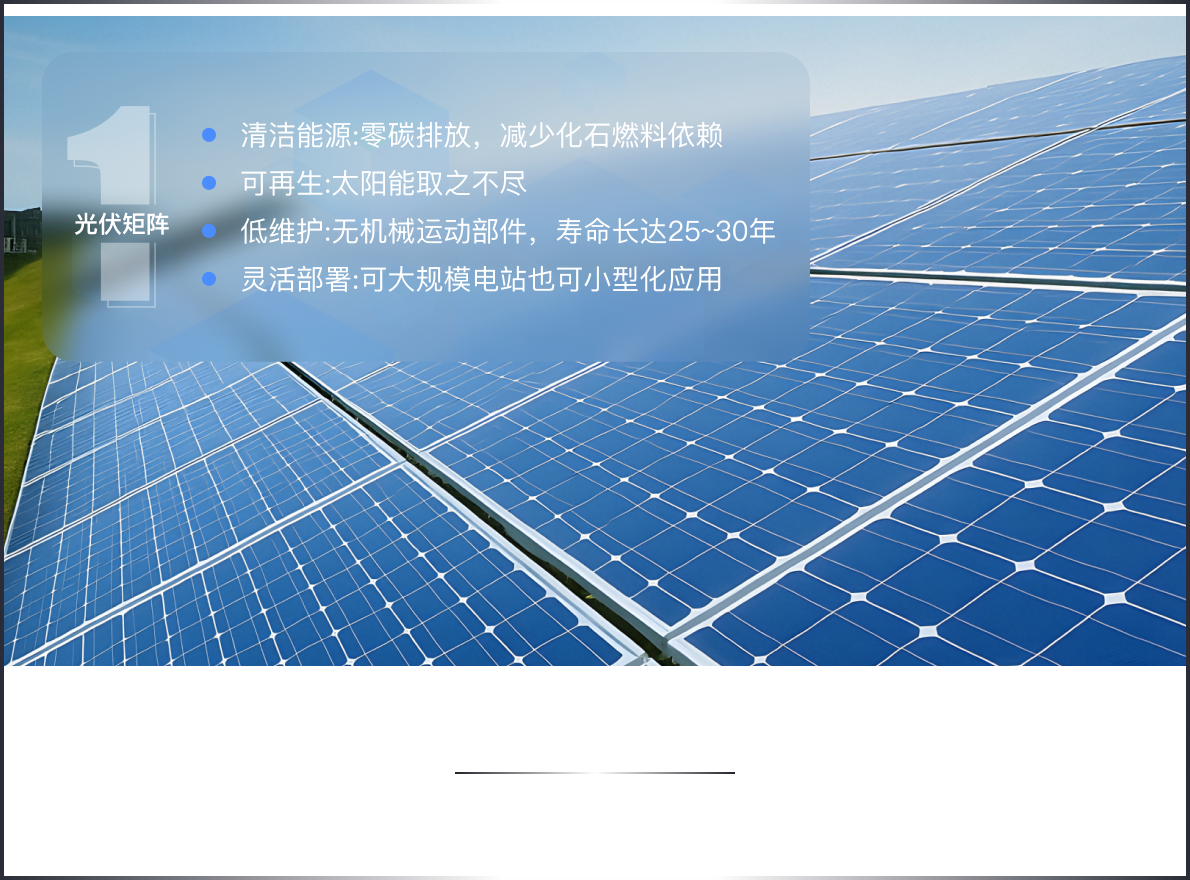 1
光伏矩阵
清洁能源:零碳排放，减少化石燃料依赖
可再生:太阳能取之不尽
低维护:无机械运动部件，寿命长达25~30年
灵活部署:可大规模电站也可小型化应用